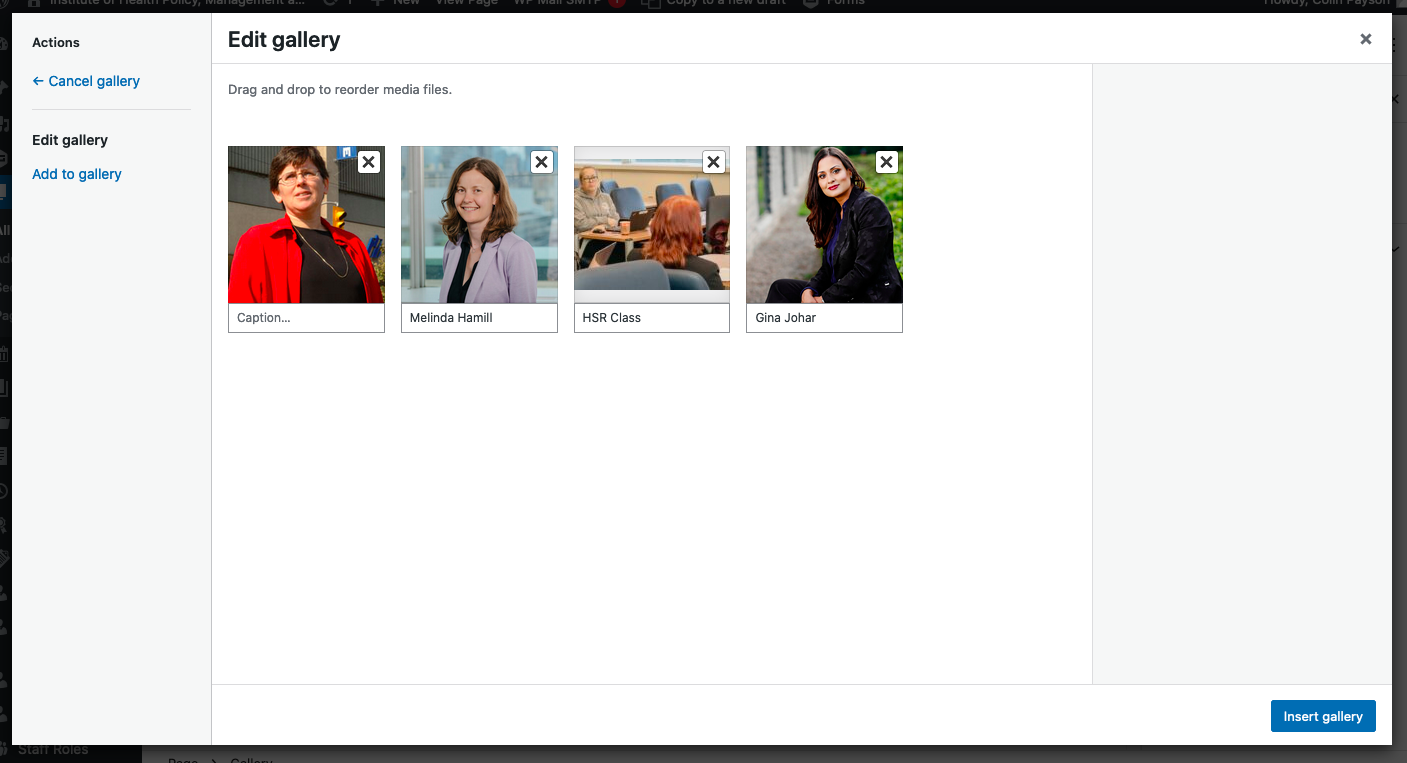 Institute of Health Policy, Management a...
1
New
View Page
WP Mail SMTP
1
Copy to a new draft
Forms
Howdy, Colin Payson
Actions
← Cancel gallery
Edit gallery
Add to gallery
Edit gallery
Drag and drop to reorder media files.
Caption...
Melinda Hamill
HSR Class
Gina Johar
Insert gallery
All
Staff Roles
Page
Gallery